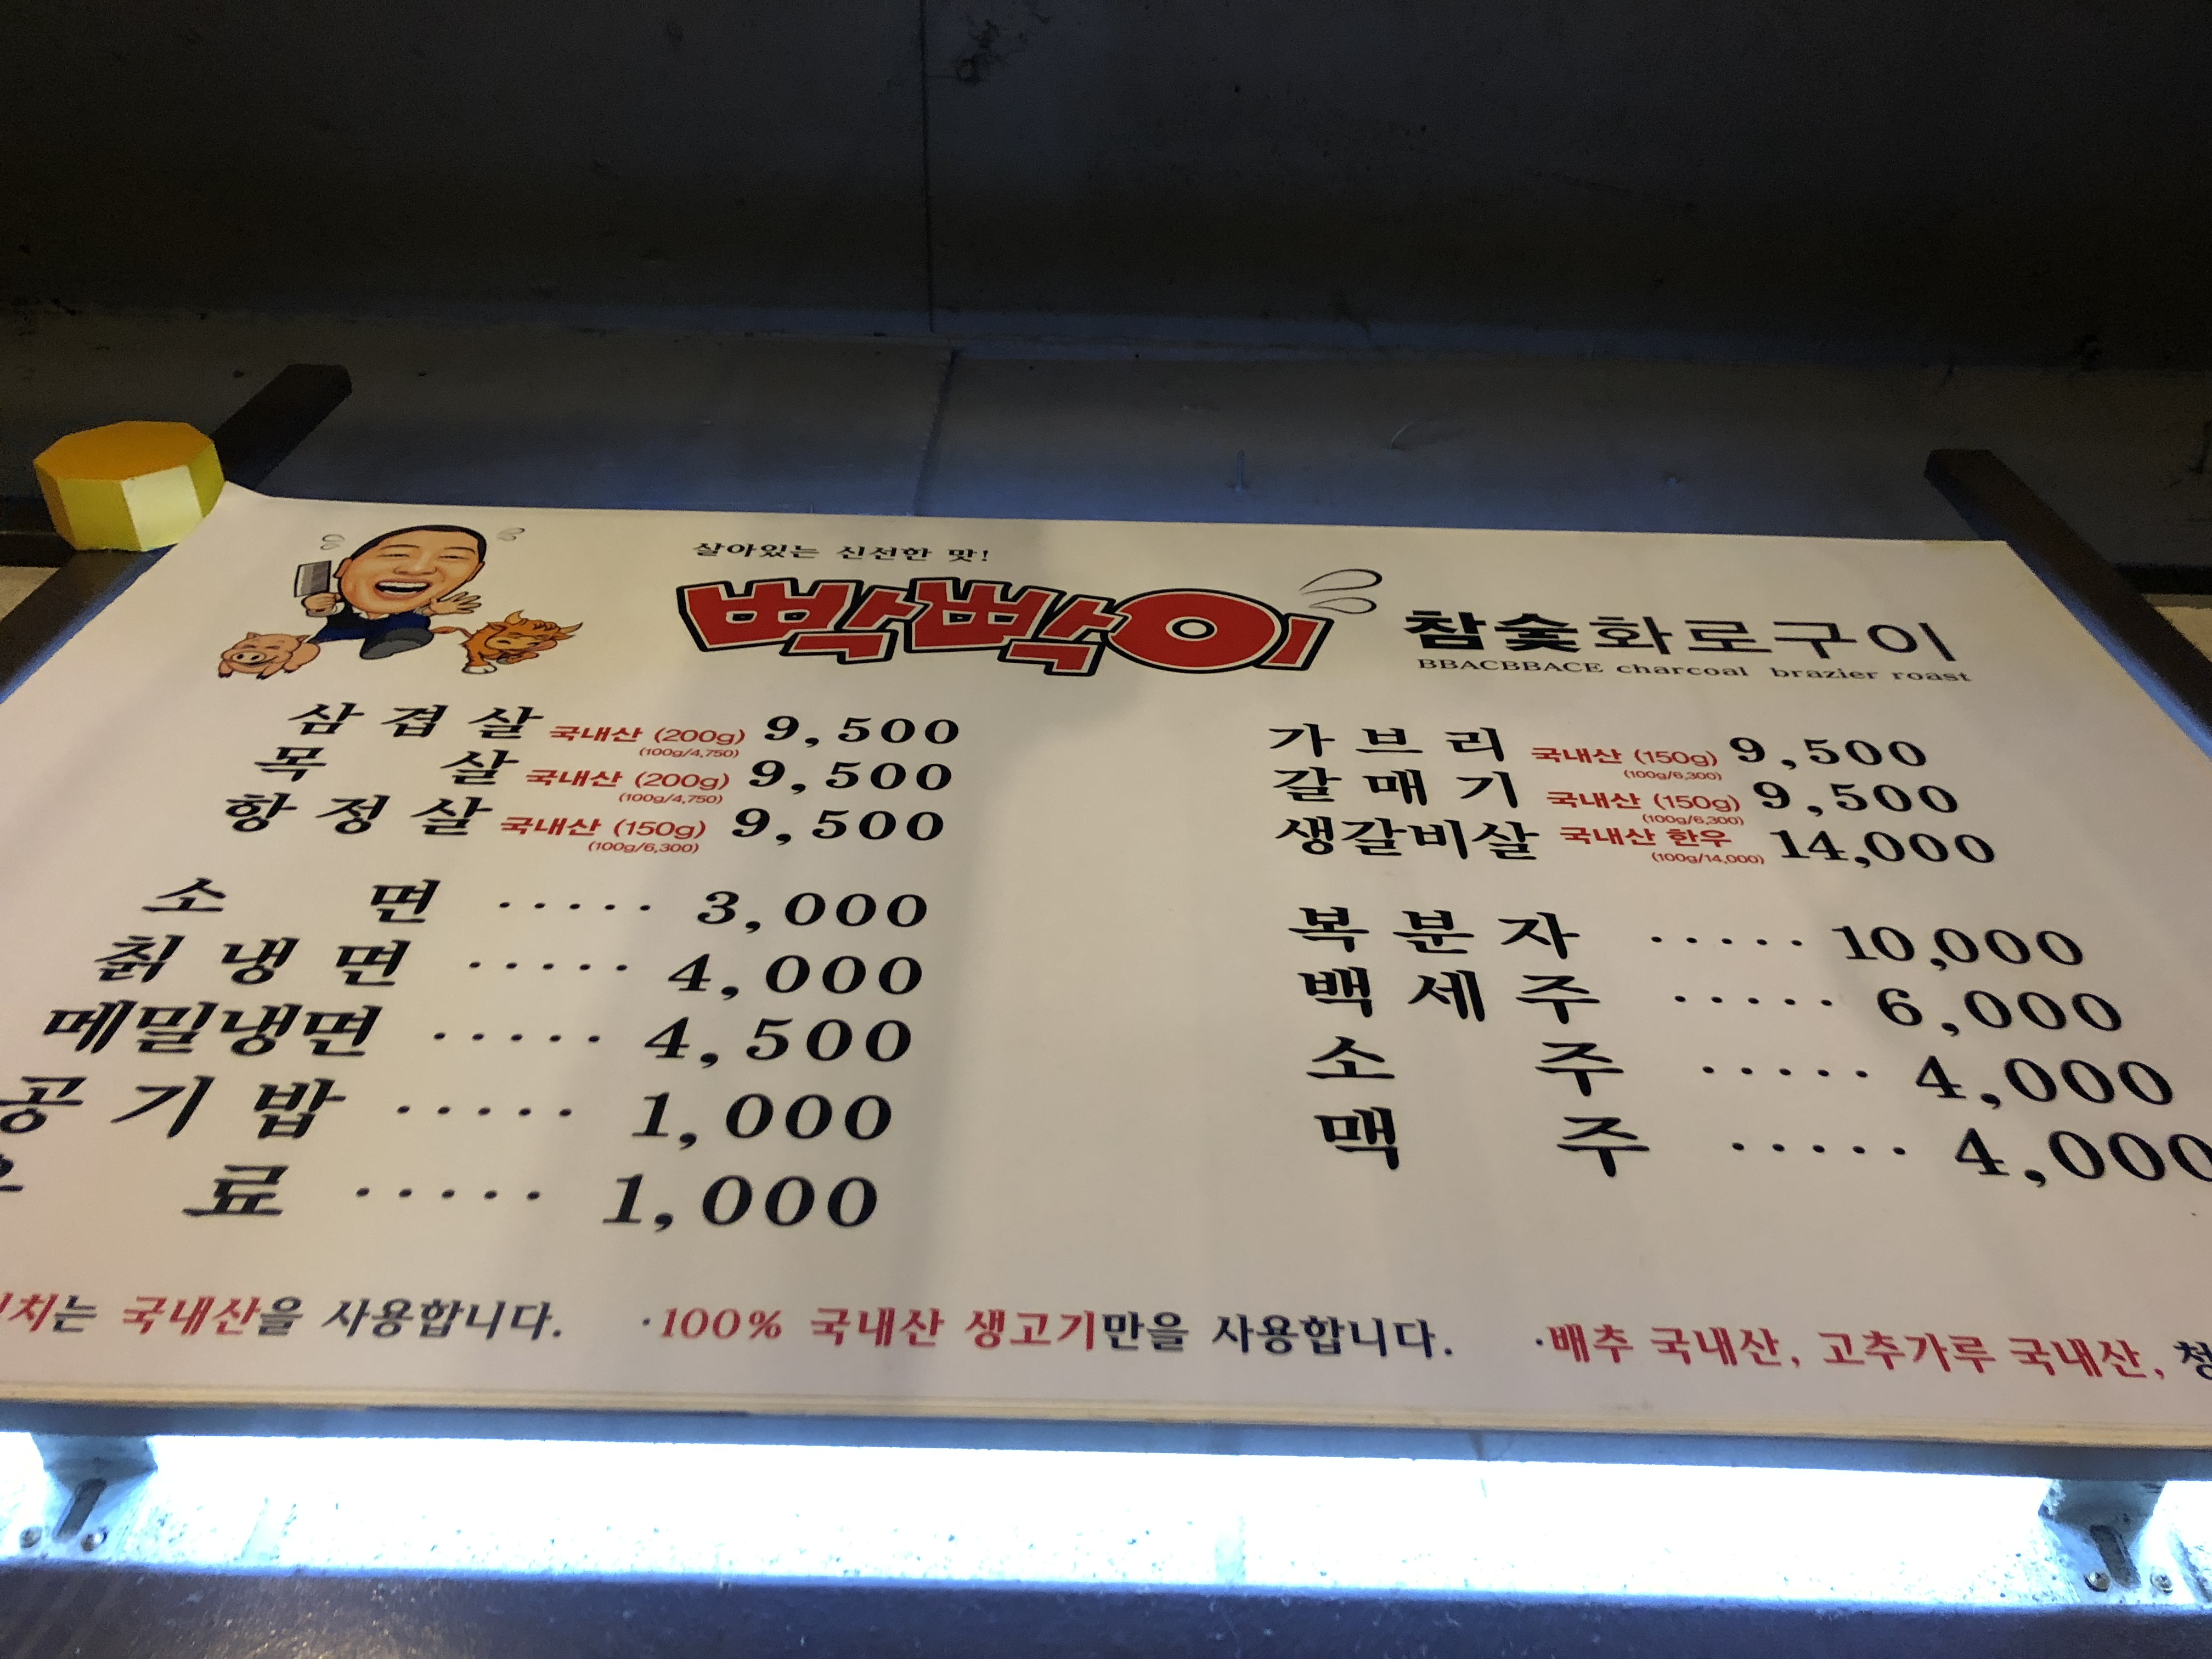 살아있는 신선한 맛!
빡빡이 참숯화로구이
BBACBBACE charcoal brazier roast
삼겹살 국내산 (200g) 9,500
(100g/4,750)
목살 국내산 (200g) 9,500
(100g/4,750)
항정살 국내산 (150g) 9,500
(100g/6,300)
소면 ····· 3,000
칡냉면 ····· 4,000
메밀냉면 ····· 4,500
공기밥 ····· 1,000
료 ····· 1,000
가브리 국내산 (150g) 9,500
(100g/6,300)
갈매기 국내산 (150g) 9,500
(100g/6,300)
생갈비살 국내산 한우 14,000
(100g/14,000)
복분자 ····· 10,000
백세주 ····· 6,000
소주 ····· 4,000
맥주 ····· 4,000
치는 국내산을 사용합니다. ·100% 국내산 생고기만을 사용합니다. ·배추 국내산, 고추가루 국내산,